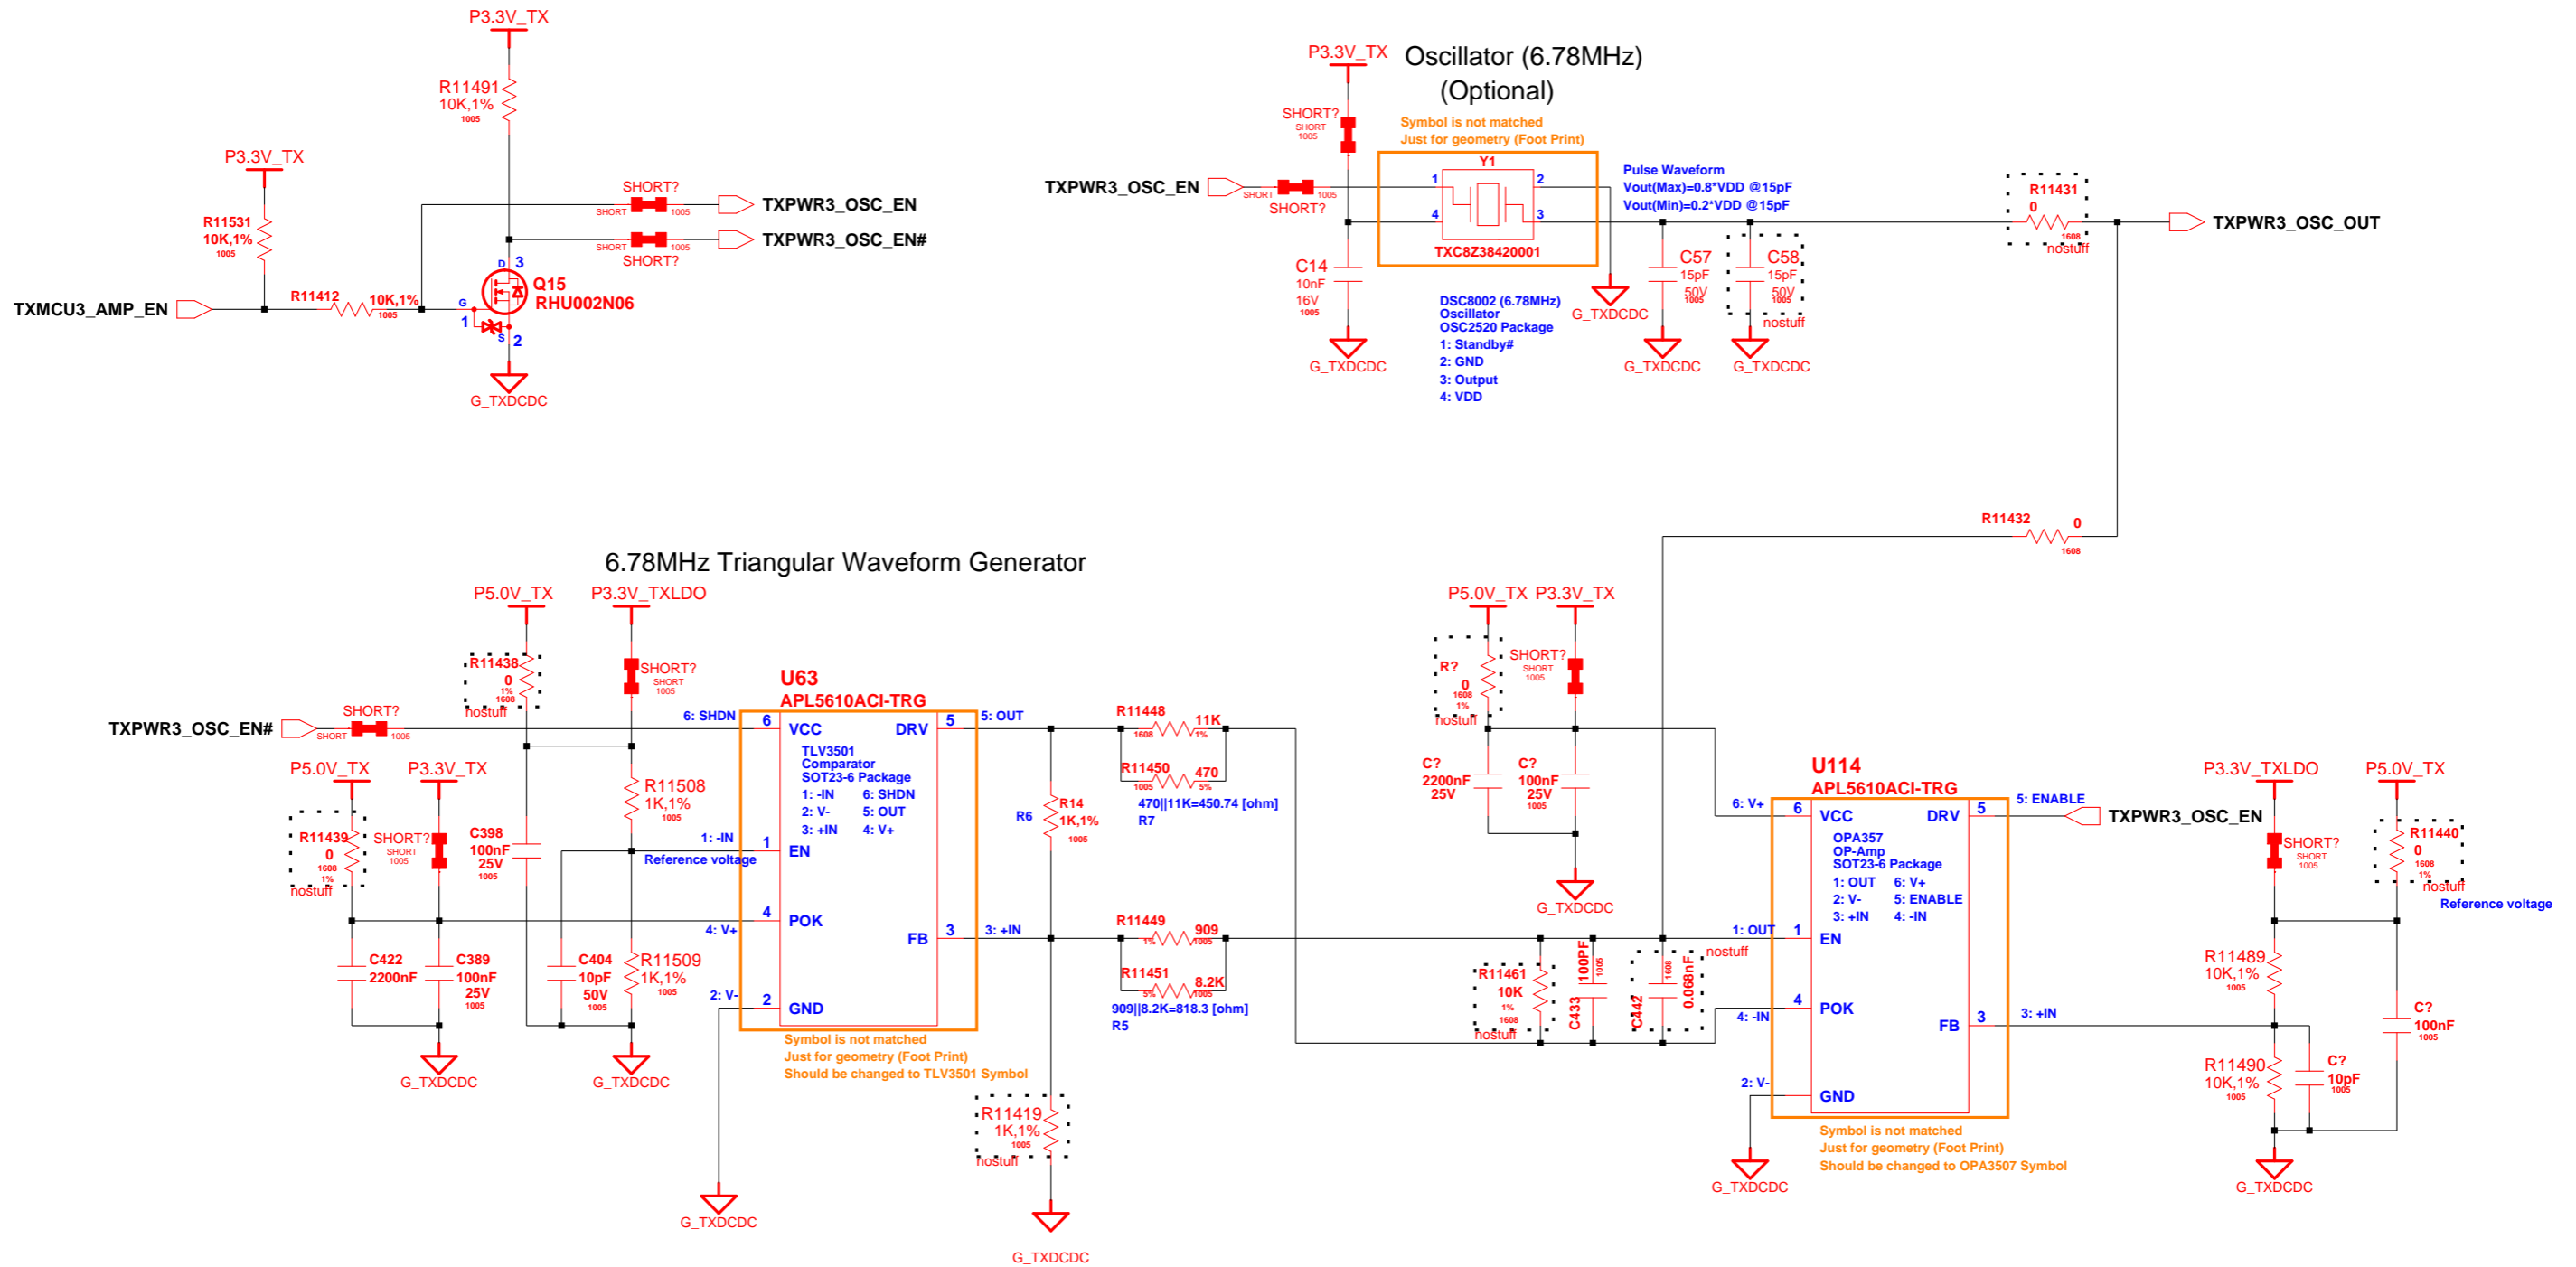 P3.3V_TX
R11491
10K,1%
1005
P3.3V_TX
R11531
10K,1%
1005
SHORT?
SHORT
1005
TXPWR3_OSC_EN
SHORT
1005
SHORT?
TXPWR3_OSC_EN#
TXMCU3_AMP_EN
R11412
10K,1%
1005
D 3
G
1
S
2
Q15
RHU002N06
G_TXDCDC
P3.3V_TX
Oscillator (6.78MHz)
(Optional)
SHORT?
SHORT
1005
Symbol is not matched
Just for geometry (Foot Print)
Y1
TXPWR3_OSC_EN
SHORT
1005
SHORT?
1
2
4
3
TXC8Z38420001
Pulse Waveform
Vout(Max)=0.8*VDD @15pF
Vout(Min)=0.2*VDD @15pF
R11431
0
1608
nostuff
TXPWR3_OSC_OUT
C14
10nF
16V
1005
G_TXDCDC
DSC8002 (6.78MHz)
Oscillator
OSC2520 Package
1: Standby#
2: GND
3: Output
4: VDD
G_TXDCDC
C57
15pF
50V
1005
G_TXDCDC
C58
15pF
50V
1005
nostuff
G_TXDCDC
R11432
0
1608
6.78MHz Triangular Waveform Generator
P5.0V_TX
P3.3V_TXLDO
R11438
0
1%
1608
nostuff
SHORT?
SHORT
1005
TXPWR3_OSC_EN#
SHORT?
SHORT
1005
P5.0V_TX
P3.3V_TX
R11439
0
1608
1%
nostuff
SHORT?
SHORT
1005
C398
100nF
25V
1005
R11508
1K,1%
1005
C422
2200nF
C389
100nF
25V
1005
G_TXDCDC
C404
10pF
50V
1005
R11509
1K,1%
1005
G_TXDCDC
U63
APL5610ACI-TRG
6: SHDN
6
VCC
DRV
5
5: OUT
TLV3501
Comparator
SOT23-6 Package
1: -IN 6: SHDN
2: V- 5: OUT
3: +IN 4: V+
1: -IN
Reference voltage
1
EN
4: V+
4
POK
FB
3
3: +IN
2: V-
2
GND
Symbol is not matched
Just for geometry (Foot Print)
Should be changed to TLV3501 Symbol
G_TXDCDC
R6
R14
1K,1%
1005
R11448
11K
1608
1%
R11450
470
1005
5%
470||11K=450.74 [ohm]
R7
R11449
909
1%
1005
R11451
8.2K
5%
1005
909||8.2K=818.3 [ohm]
R5
R11419
1K,1%
1005
nostuff
G_TXDCDC
P5.0V_TX
P3.3V_TX
R?
0
1608
1%
nostuff
SHORT?
SHORT
1005
C?
2200nF
25V
C?
100nF
25V
1005
G_TXDCDC
R11461
10K
1%
1608
nostuff
C433
100PF
1005
C442
0.068nF
1608
nostuff
U114
APL5610ACI-TRG
6: V+
6
VCC
DRV
5
5: ENABLE
TXPWR3_OSC_EN
OPA357
OP-Amp
SOT23-6 Package
1: OUT 6: V+
2: V- 5: ENABLE
3: +IN 4: -IN
1: OUT
1
EN
4: -IN
4
POK
FB
3
3: +IN
2: V-
2
GND
Symbol is not matched
Just for geometry (Foot Print)
Should be changed to OPA3507 Symbol
G_TXDCDC
P3.3V_TXLDO
P5.0V_TX
SHORT?
SHORT
1005
R11440
0
1608
1%
nostuff
Reference voltage
R11489
10K,1%
1005
R11490
10K,1%
1005
C?
10pF
1005
C?
100nF
1005
G_TXDCDC